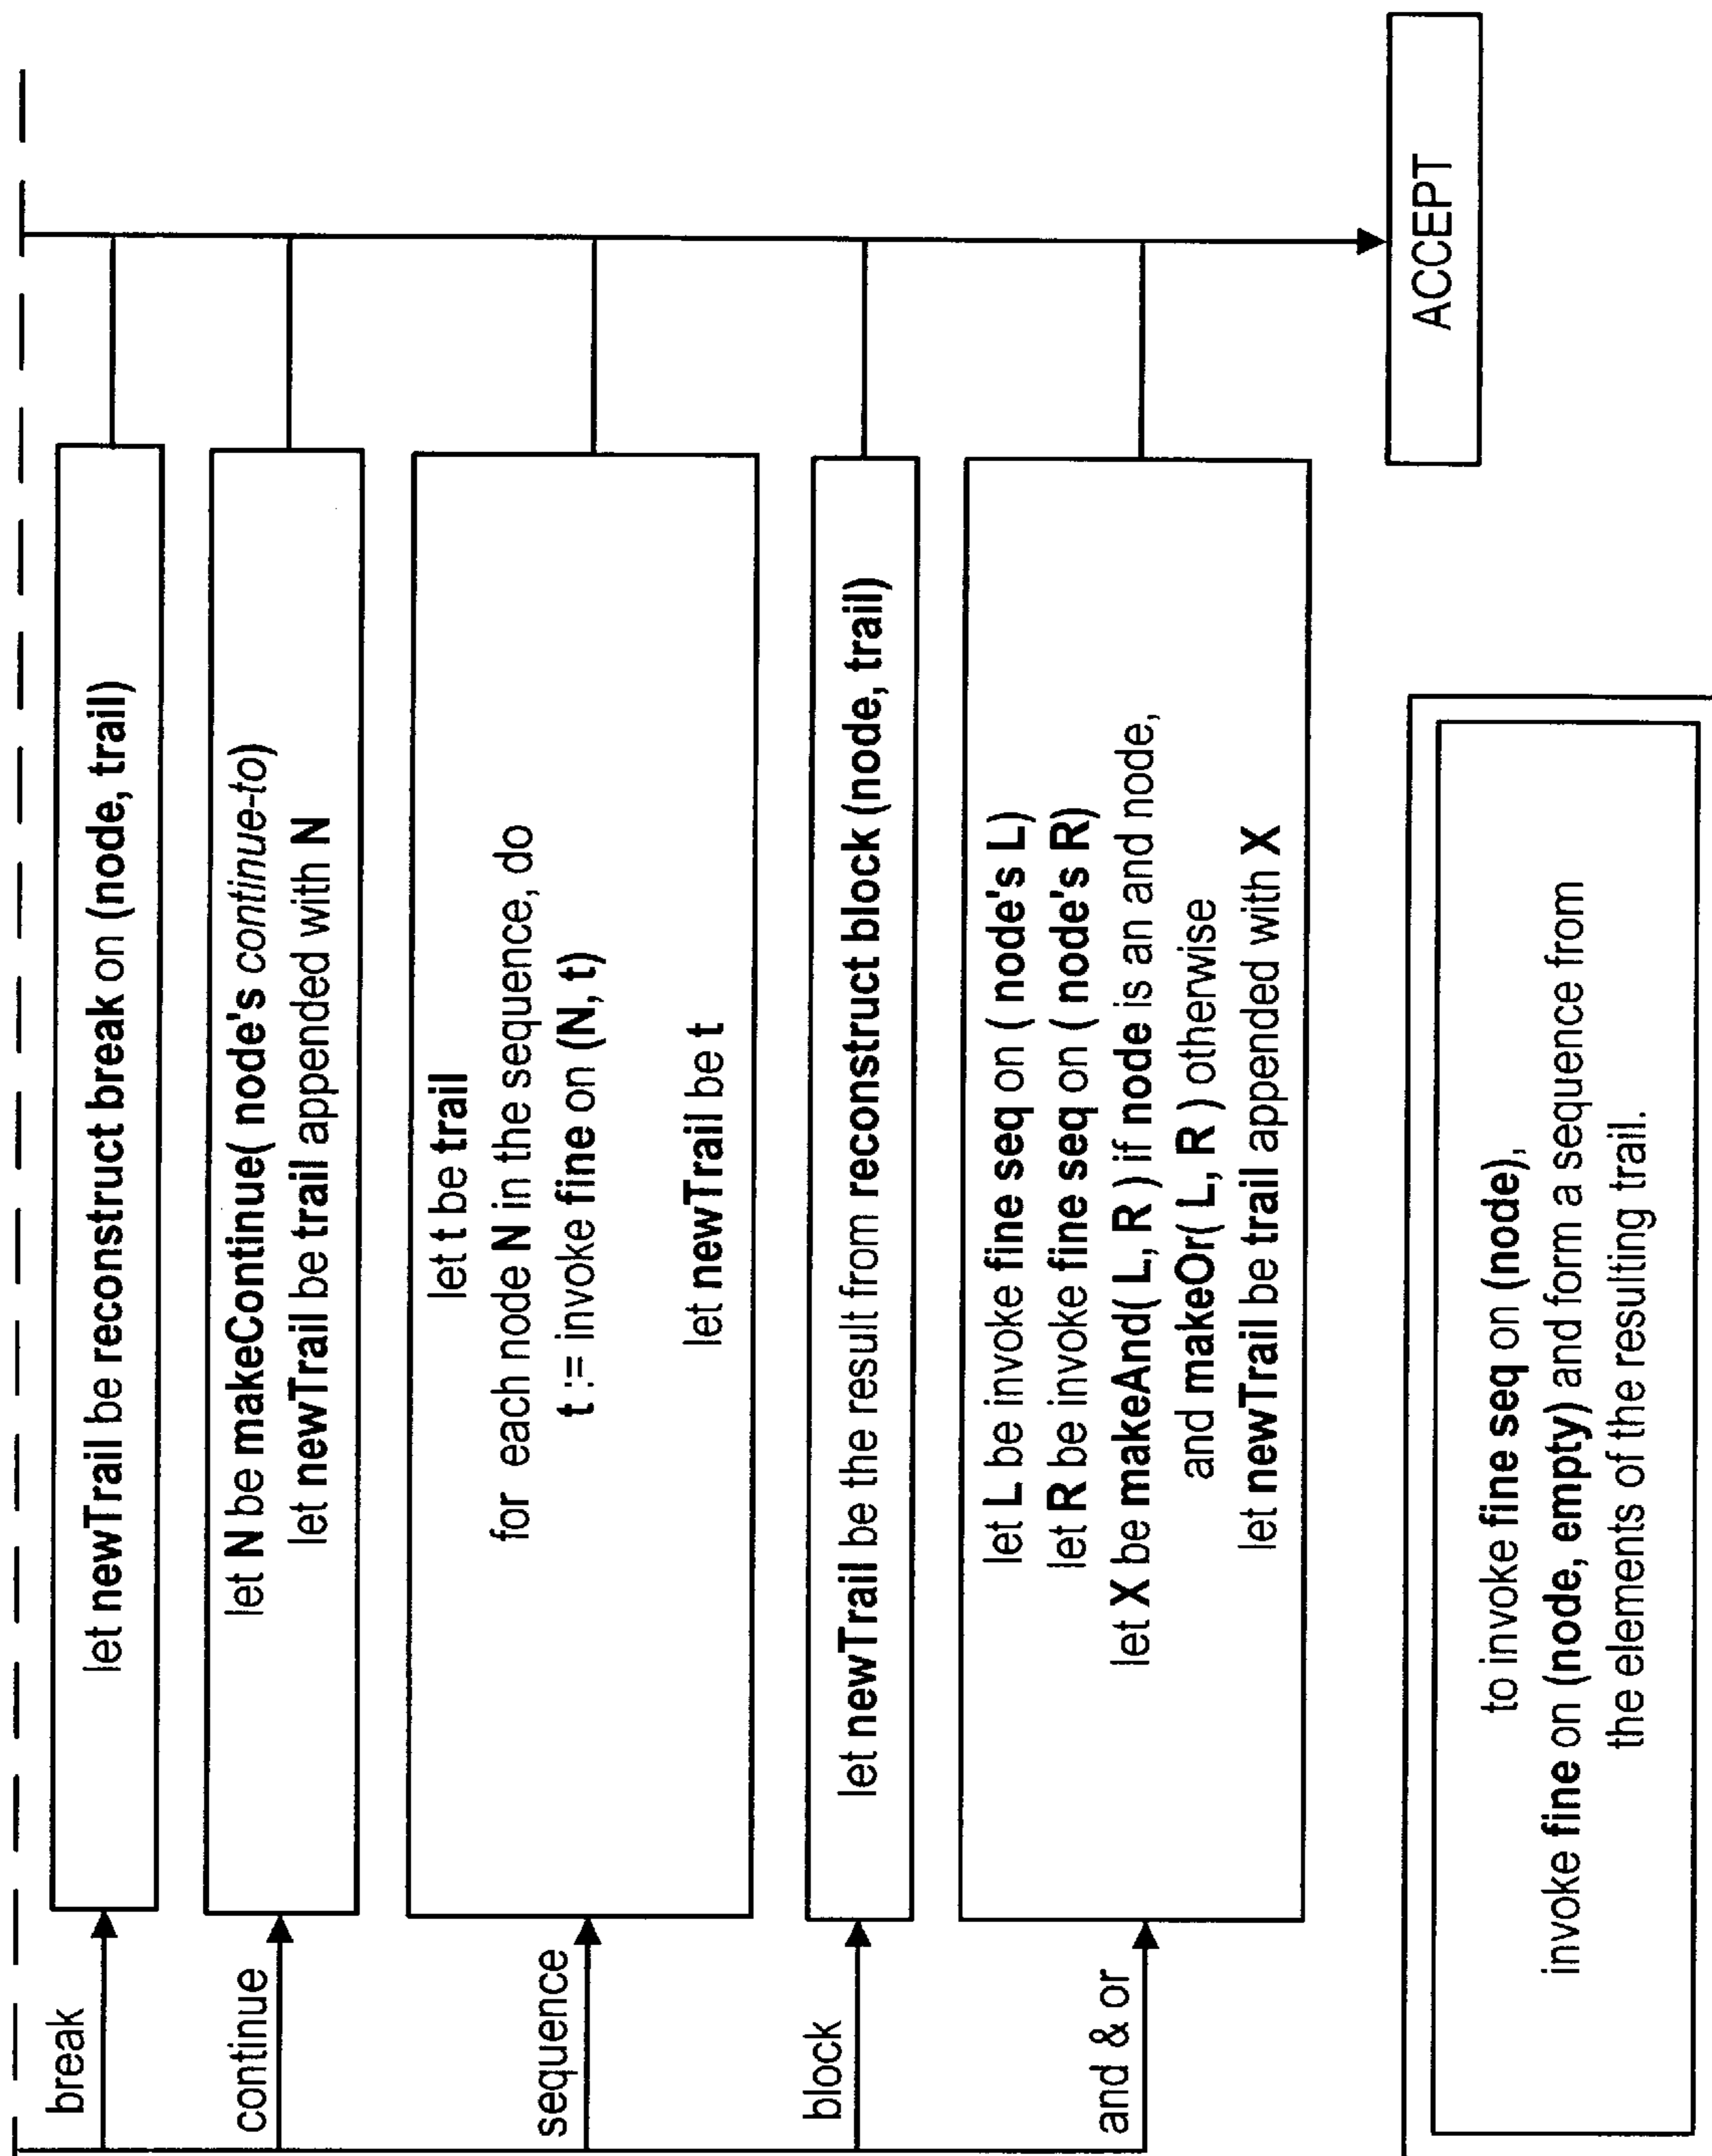 break
let newTrail be reconstruct break on (node, trail)
continue
let N be makeContinue( node's continue-to)
let newTrail be trail appended with N
sequence
let t be trail
for each node N in the sequence, do
t := invoke fine on (N, t)
let newTrail be t
block
let newTrail be the result from reconstruct block (node, trail)
and & or
let L be invoke fine seq on ( node's L)
let R be invoke fine seq on ( node's R)
let X be makeAnd( L, R ) if node is an and node,
and makeOr( L, R ) otherwise
let newTrail be trail appended with X
ACCEPT
to invoke fine seq on (node),
invoke fine on (node, empty) and form a sequence from
the elements of the resulting trail.